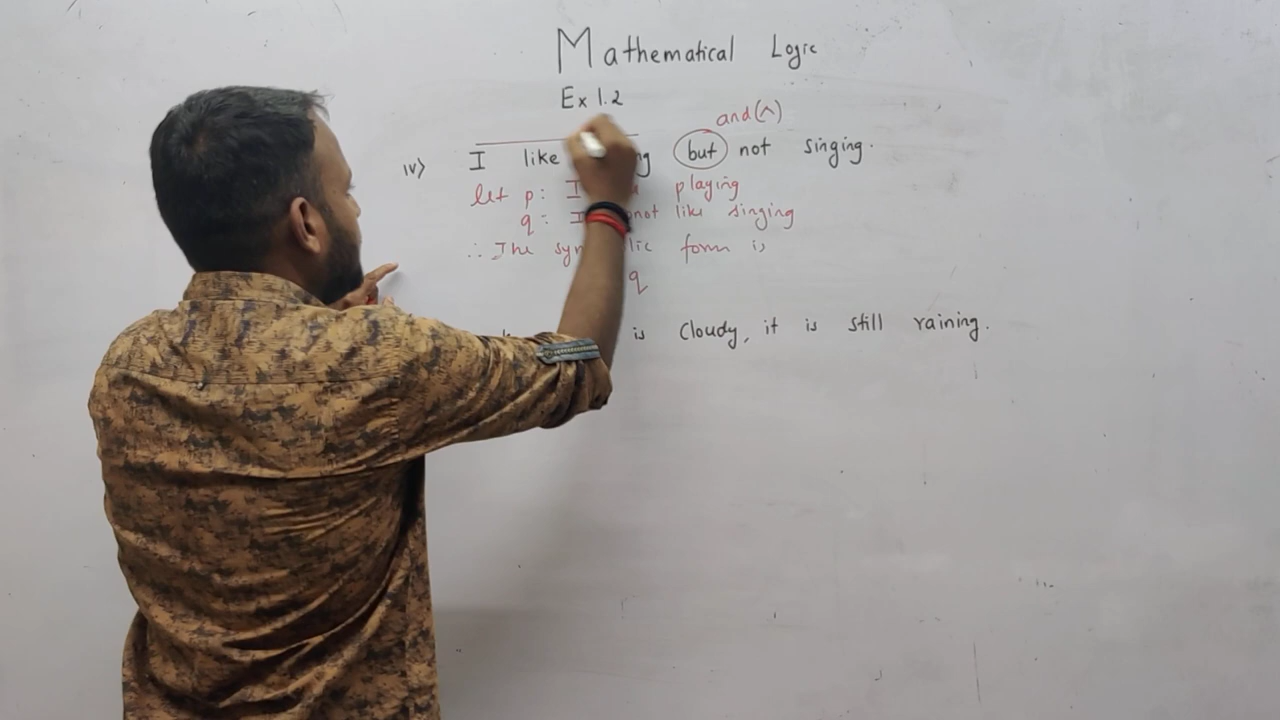 Mathematical Logic
Ex 1.2
and(∧)
iv) I like but not singing.
let p: I playing
q: I not like singing
∴ The form is
q
is Cloudy, it is still raining.